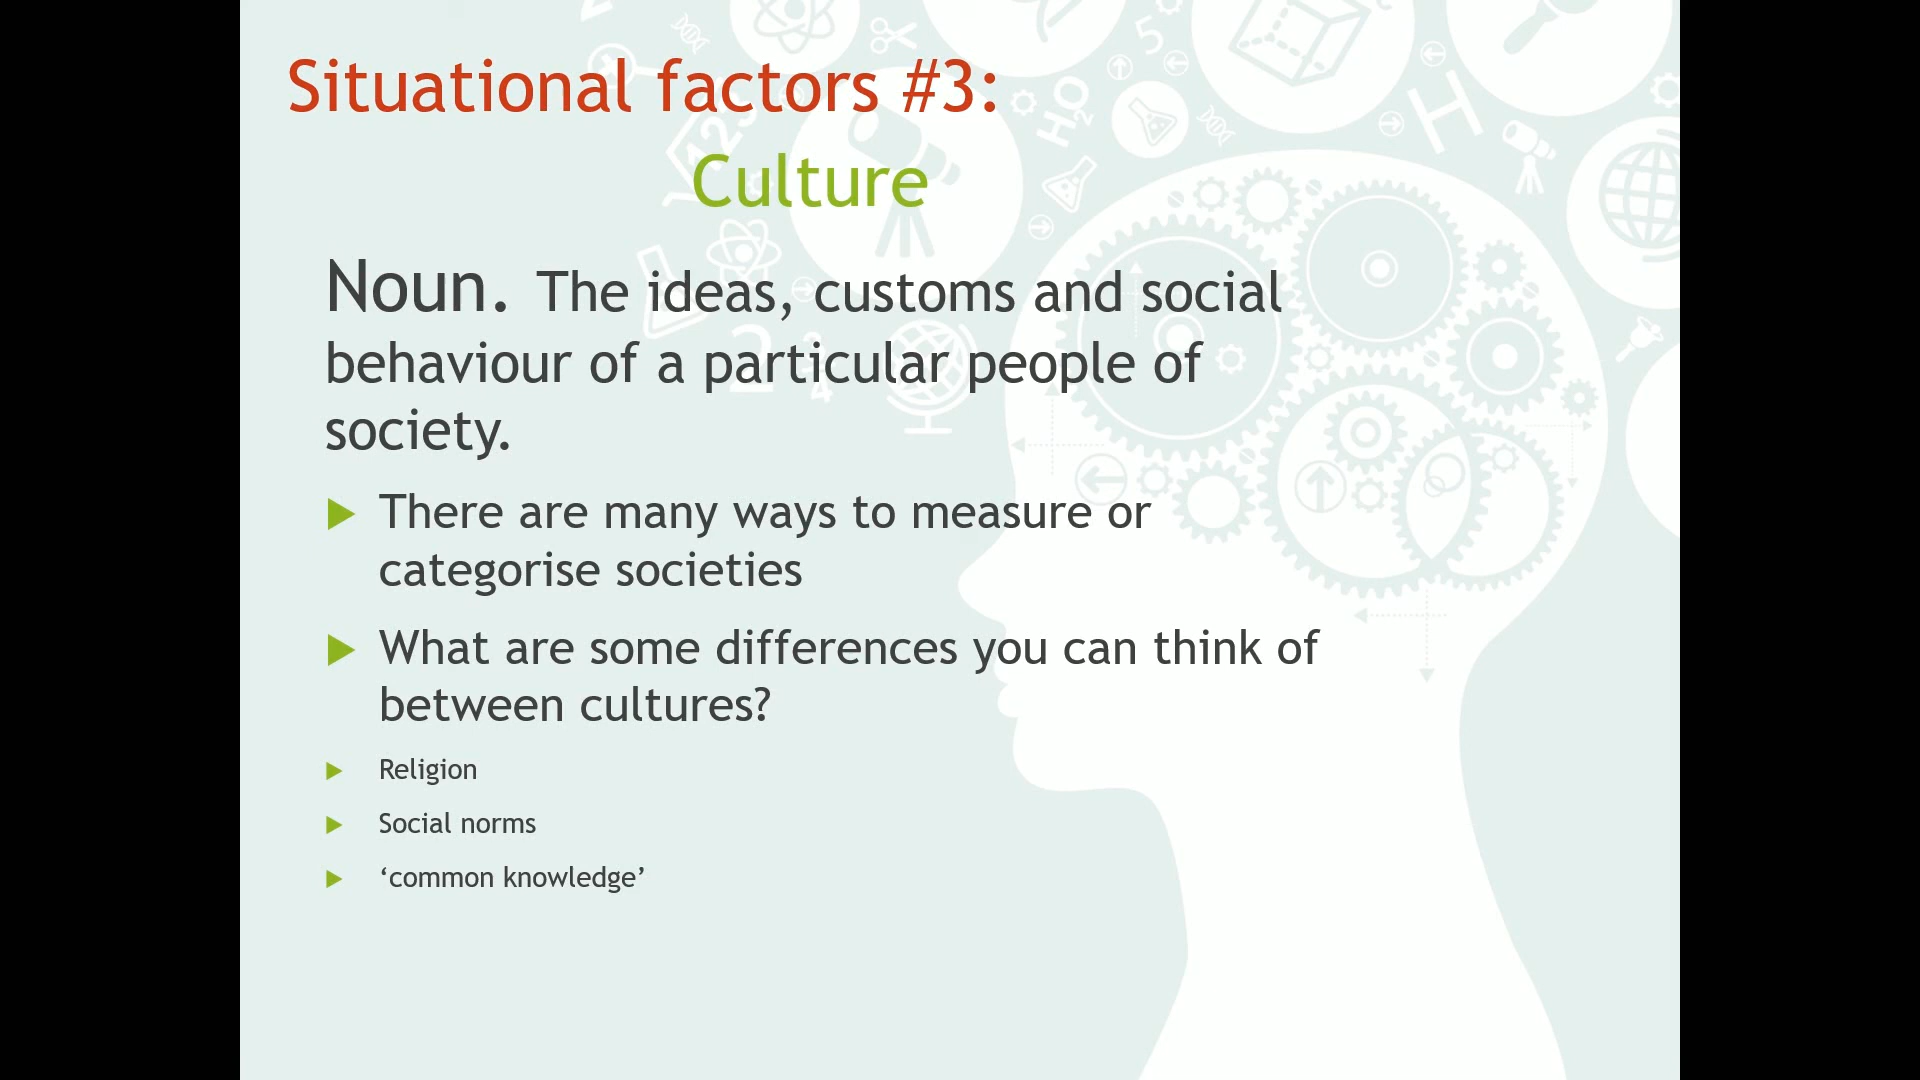 Situational factors #3:
Culture
Noun. The ideas, customs and social
behaviour of a particular people of
society.
There are many ways to measure or
categorise societies
What are some differences you can think of
between cultures?
Religion
Social norms
‘common knowledge’